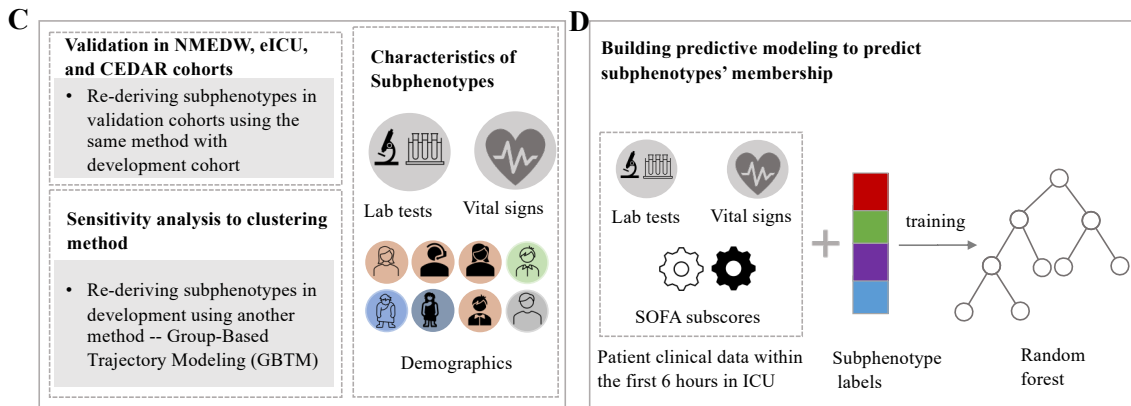 C
Validation in NMEDW, eICU,
and CEDAR cohorts
• Re-deriving subphenotypes in
validation cohorts using the
same method with
development cohort
Sensitivity analysis to clustering
method
• Re-deriving subphenotypes in
development using another
method -- Group-Based
Trajectory Modeling (GBTM)
Characteristics of
Subphenotypes
Lab tests
Vital signs
Demographics
D
Building predictive modeling to predict
subphenotypes’ membership
Lab tests
Vital signs
SOFA subscores
Patient clinical data within
the first 6 hours in ICU
+
Subphenotype
labels
training
Random
forest